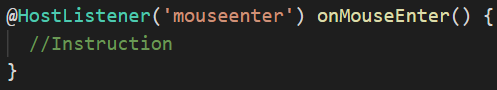 @HostListener('mouseenter') onMouseEnter() {
  //Instruction
}